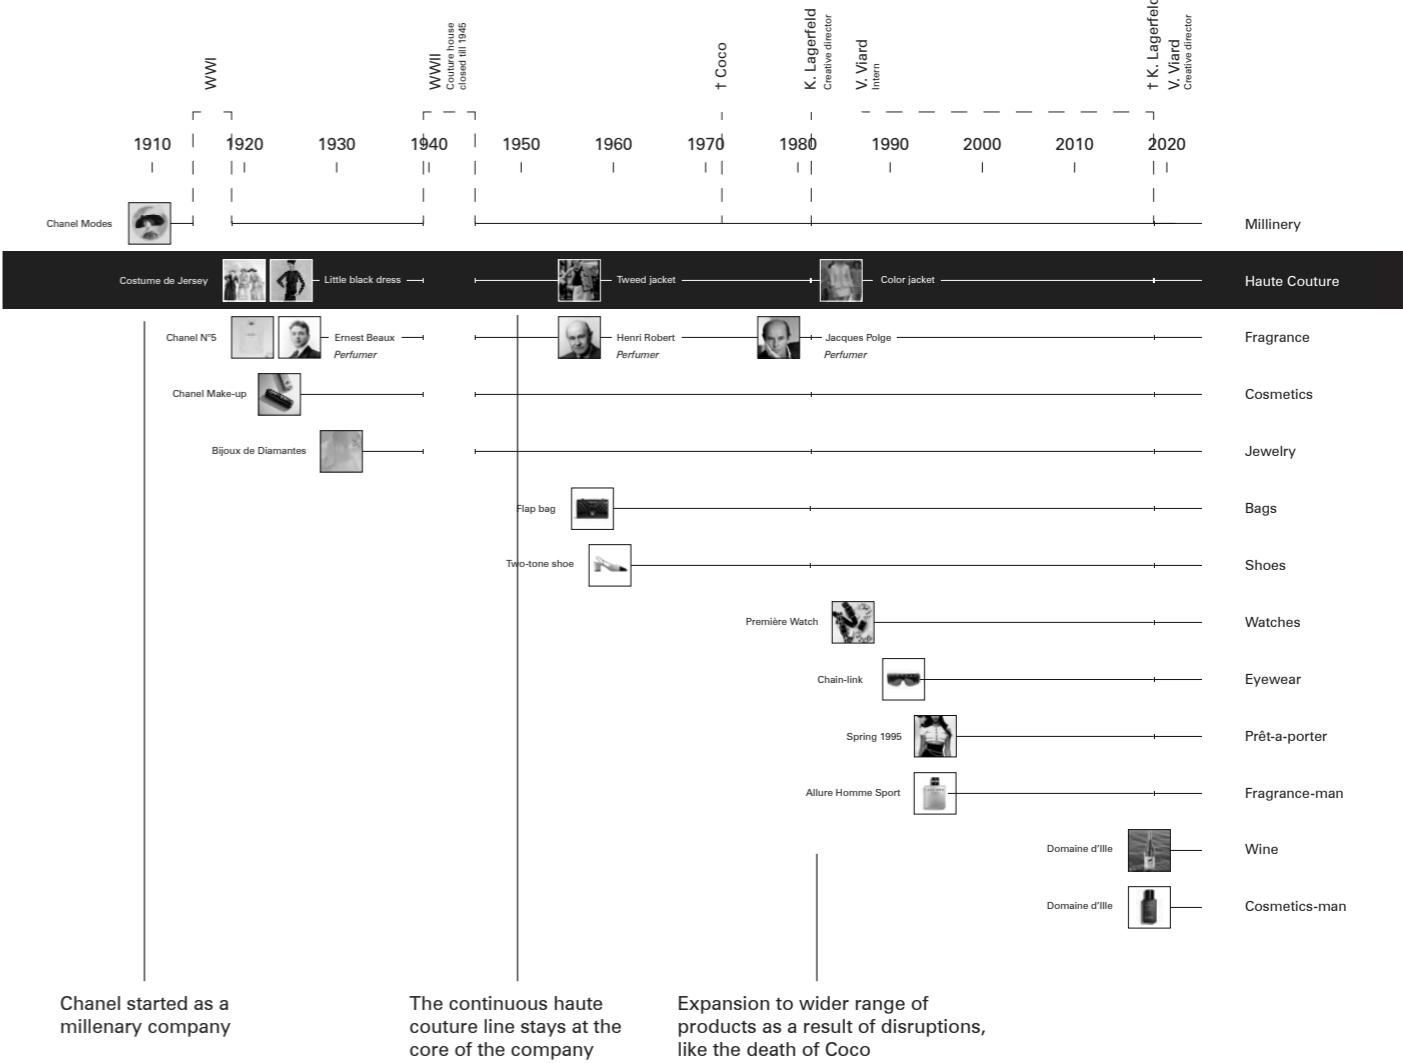 WWI
WWII
Couture house
closed till 1945
† Coco
K. Lagerfeld
Creative director
V. Viard
Intern
† K. Lagerfeld
V. Viard
Creative director
1910 1920 1930 1940 1950 1960 1970 1980 1990 2000 2010 2020
Chanel Modes Millinery
Costume de Jersey Little black dress Tweed jacket Color jacket Haute Couture
Chanel N°5 Ernest Beaux Henri Robert Jacques Polge Fragrance
Perfumer Perfumer Perfumer
Chanel Make-up Cosmetics
Bijoux de Diamantes Jewelry
Flap bag Bags
Two-tone shoe Shoes
Première Watch Watches
Chain-link Eyewear
Spring 1995 Prêt-a-porter
Allure Homme Sport Fragrance-man
Domaine d'Ille Wine
Domaine d'Ille Cosmetics-man
Chanel started as a
millenary company
The continuous haute
couture line stays at the
core of the company
Expansion to wider range of
products as a result of disruptions,
like the death of Coco